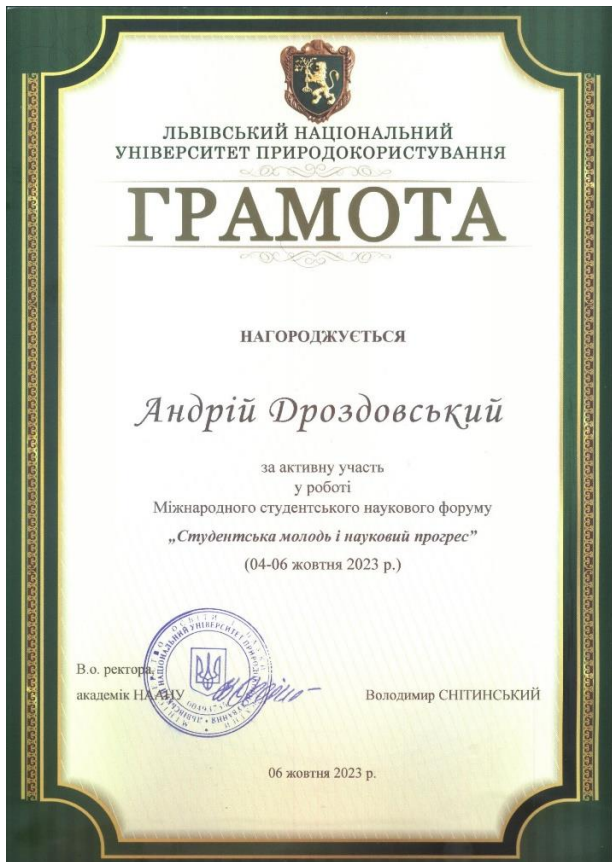 ЛЬВІВСЬКИЙ НАЦІОНАЛЬНИЙ
УНІВЕРСИТЕТ ПРИРОДОКОРИСТУВАННЯ
ГРАМОТА
НАГОРОДЖУЄТЬСЯ
Андрій Дроздовський
за активну участь
у роботі
Міжнародного студентського наукового форуму
„Студентська молодь і науковий прогрес”
(04-06 жовтня 2023 р.)
В.о. ректора,
академік НААНУ
Володимир СНІТИНСЬКИЙ
06 жовтня 2023 р.